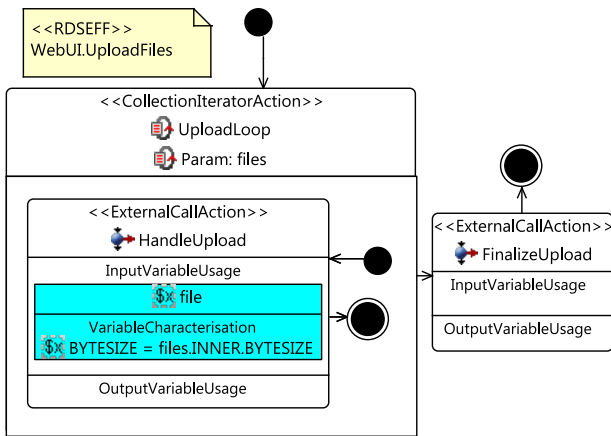 <<RDSEFF>>
WebUI.UploadFiles
<<CollectionIteratorAction>>
UploadLoop
Param: files
<<ExternalCallAction>>
HandleUpload
InputVariableUsage
$x file
VariableCharacterisation
$x BYTESIZE = files.INNER.BYTESIZE
OutputVariableUsage
<<ExternalCallAction>>
FinalizeUpload
InputVariableUsage
OutputVariableUsage